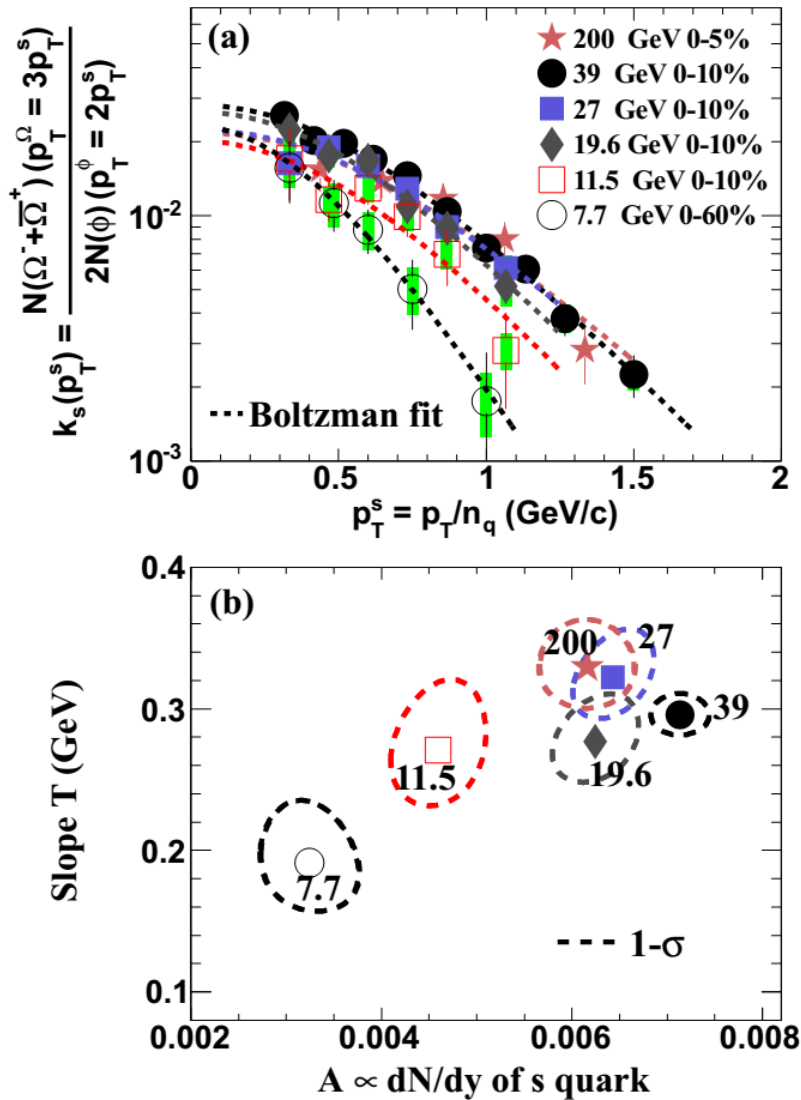 (a)
200 GeV 0-5%
39 GeV 0-10%
27 GeV 0-10%
19.6 GeV 0-10%
11.5 GeV 0-10%
7.7 GeV 0-60%
k_s(p_T^s) = N(Ω^- + Ω̅^+) (p_T^Ω = 3p_T^s) / 2N(ϕ) (p_T^ϕ = 2p_T^s)
10^-2
10^-3
Boltzman fit
0 0.5 1 1.5 2
p_T^s = p_T/n_q (GeV/c)
(b)
0.4
0.3
0.2
0.1
Slope T (GeV)
200
27
39
19.6
11.5
7.7
1-σ
0.002 0.004 0.006 0.008
A ∝ dN/dy of s quark